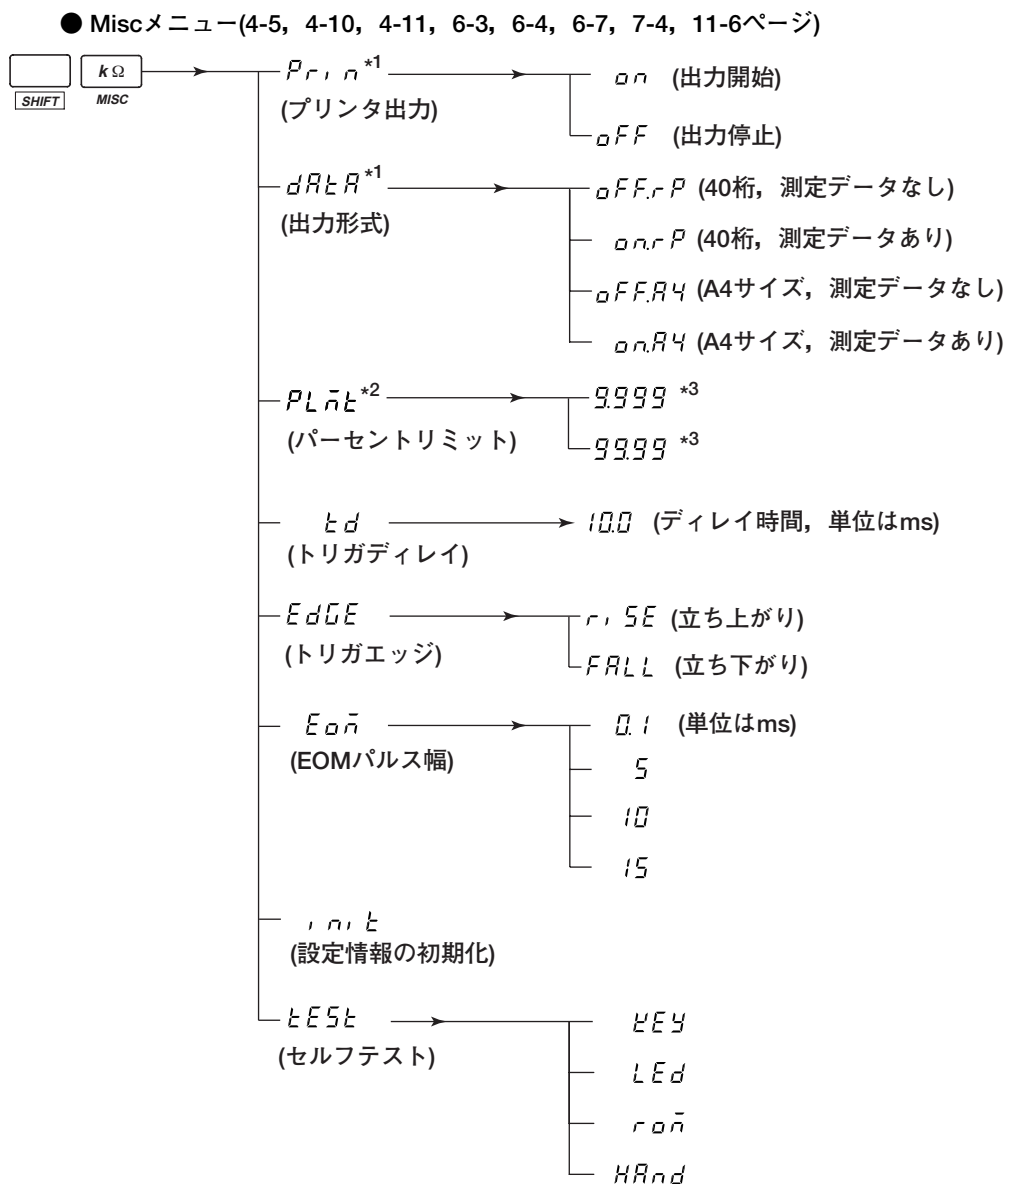 ● Miscメニュー(4-5，4-10，4-11，6-3，6-4，6-7，7-4，11-6ページ)
kΩ
SHIFT MISC
Prin*1 on (出力開始)
(プリンタ出力)
oFF (出力停止)
dAtA*1 oFF.rP (40桁，測定データなし)
(出力形式)
on.rP (40桁，測定データあり)
oFF.A4 (A4サイズ，測定データなし)
on.A4 (A4サイズ，測定データあり)
PLmt*2 9.999 *3
(パーセントリミット)
99.99 *3
td 10.0 (ディレイ時間，単位はms)
(トリガディレイ)
EdGE riSE (立ち上がり)
(トリガエッジ)
FALL (立ち下がり)
Eom 0.1 (単位はms)
(EOMパルス幅)
5
10
15
init
(設定情報の初期化)
tESt KEY
(セルフテスト)
LEd
rom
HAnd